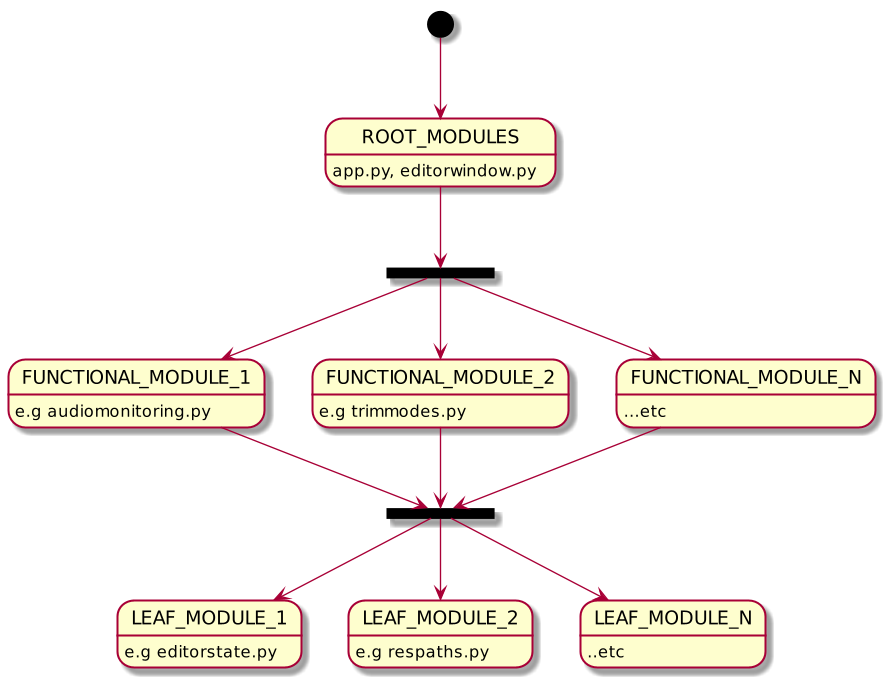 ROOT_MODULES
app.py, editorwindow.py
FUNCTIONAL_MODULE_1
e.g audiomonitoring.py
FUNCTIONAL_MODULE_2
e.g trimmodes.py
FUNCTIONAL_MODULE_N
...etc
LEAF_MODULE_1
e.g editorstate.py
LEAF_MODULE_2
e.g respaths.py
LEAF_MODULE_N
..etc